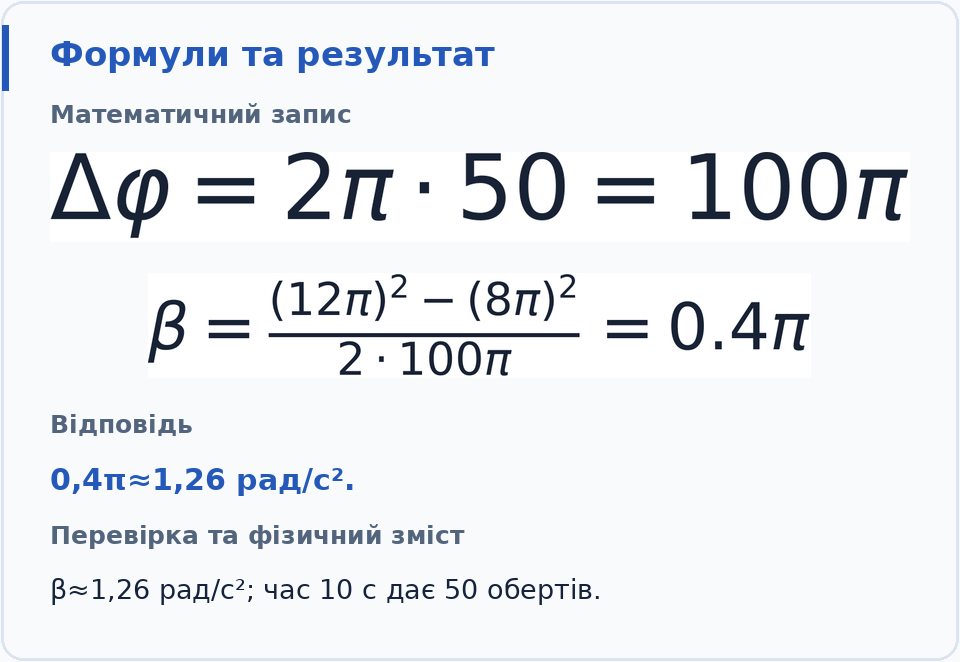 Формули та результат
Математичний запис
Δφ = 2π · 50 = 100π
β = ((12π)² − (8π)²) / (2 · 100π) = 0.4π
Відповідь
0,4π≈1,26 рад/с².
Перевірка та фізичний зміст
β≈1,26 рад/с²; час 10 с дає 50 обертів.